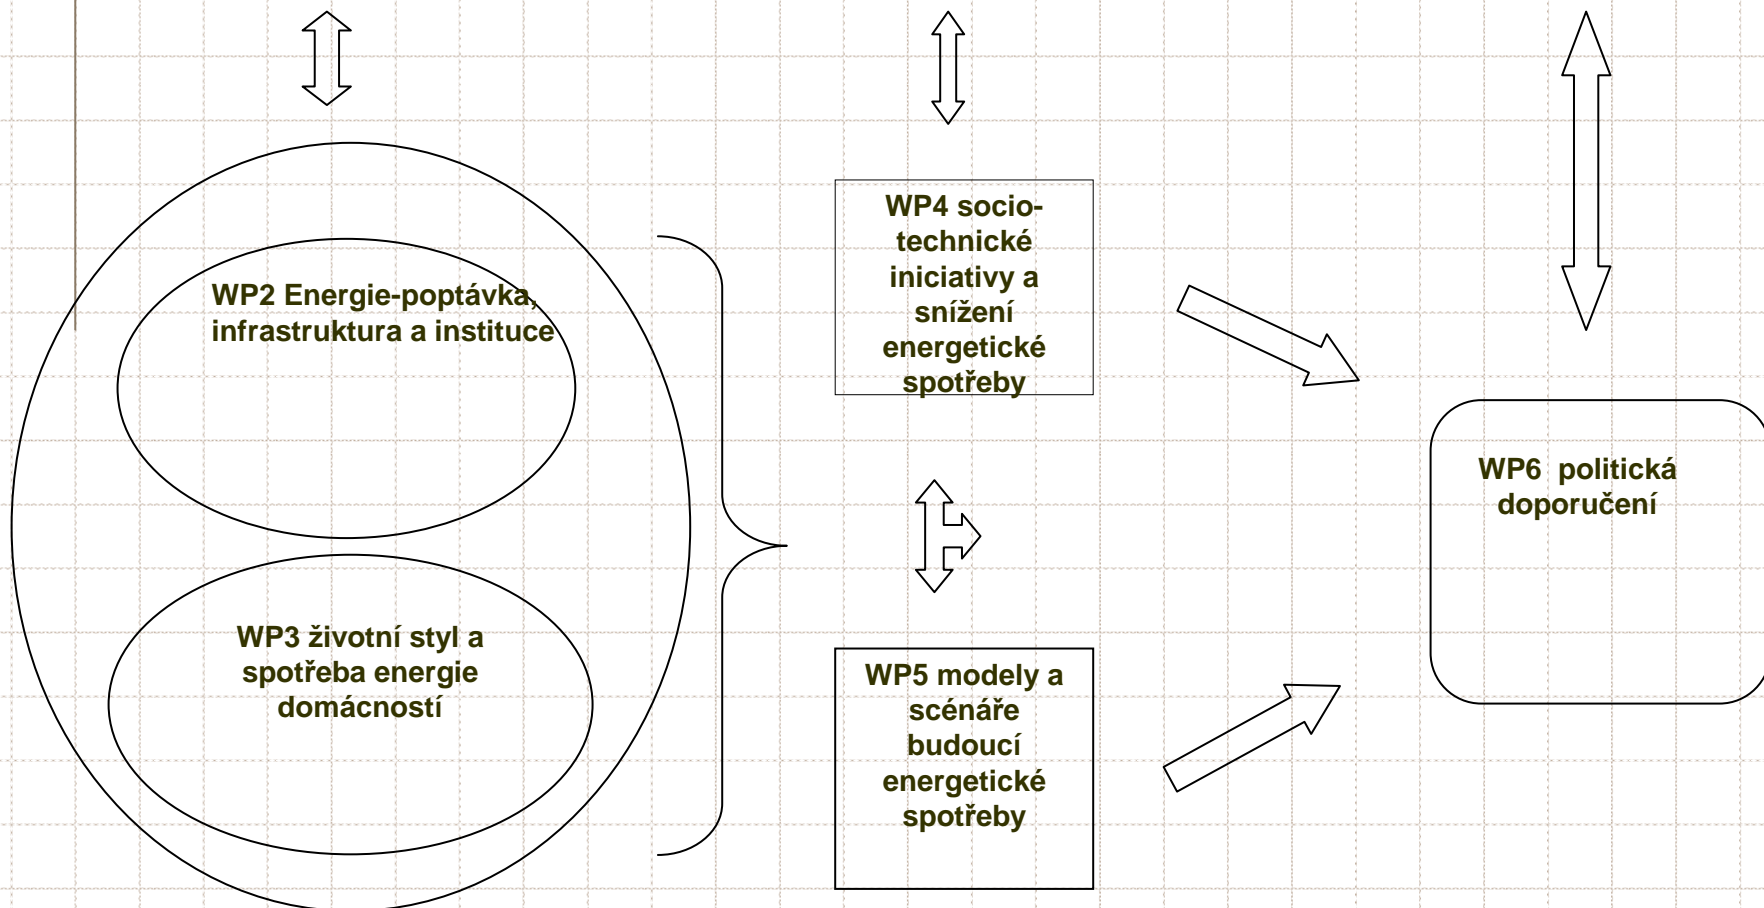 WP2 Energie-poptávka,
infrastruktura a instituce
WP3 životní styl a
spotřeba energie
domácností
WP4 socio-
technické
iniciativy a
snížení
energetické
spotřeby
WP5 modely a
scénáře
budoucí
energetické
spotřeby
WP6  politická
doporučení